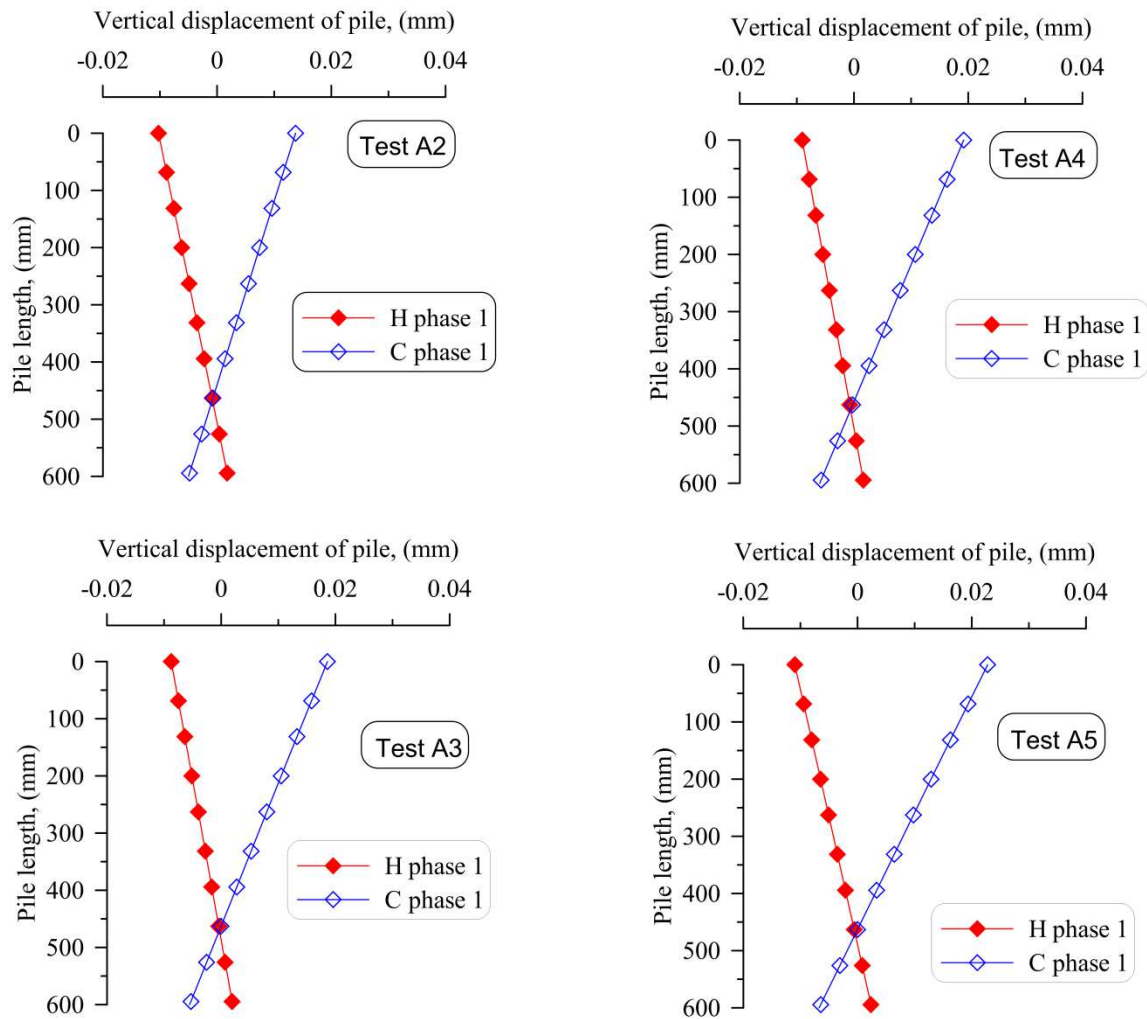 Vertical displacement of pile, (mm)
-0.02 0 0.02 0.04
0
100
200
300
400
500
600
Pile length, (mm)
Test A2
H phase 1
C phase 1
Vertical displacement of pile, (mm)
-0.02 0 0.02 0.04
0
100
200
300
400
500
600
Pile length, (mm)
Test A4
H phase 1
C phase 1
Vertical displacement of pile, (mm)
-0.02 0 0.02 0.04
0
100
200
300
400
500
600
Pile length, (mm)
Test A3
H phase 1
C phase 1
Vertical displacement of pile, (mm)
-0.02 0 0.02 0.04
0
100
200
300
400
500
600
Pile length, (mm)
Test A5
H phase 1
C phase 1